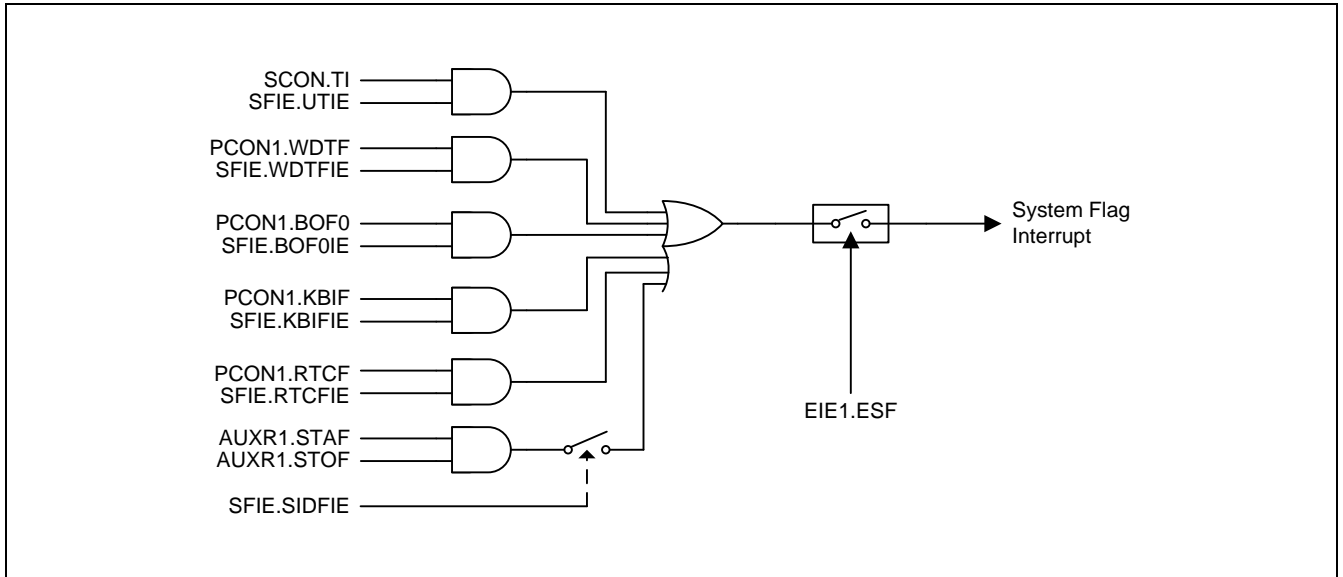 SCON.TI
SFIE.UTIE
PCON1.WDTF
SFIE.WDTFIE
PCON1.BOF0
SFIE.BOF0IE
PCON1.KBIF
SFIE.KBIFIE
PCON1.RTCF
SFIE.RTCFIE
AUXR1.STAF
AUXR1.STOF
SFIE.SIDFIE
EIE1.ESF
System Flag
Interrupt